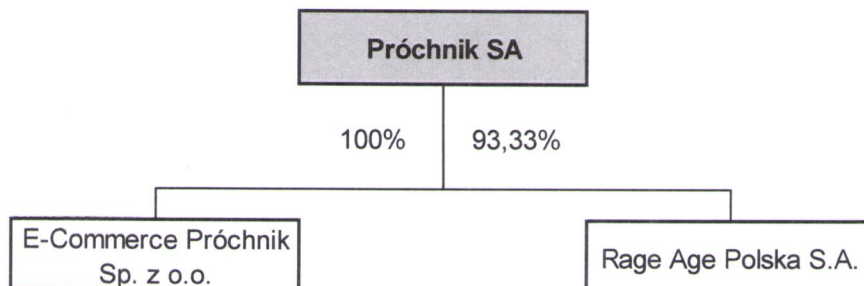 Próchnik SA
100%
93,33%
E-Commerce Próchnik
Sp. z o.o.
Rage Age Polska S.A.